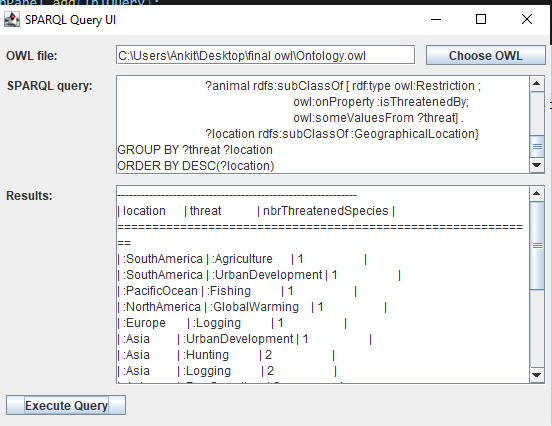 SPARQL Query UI
OWL file:
C:\Users\Ankit\Desktop\final owl\Ontology.owl
Choose OWL
SPARQL query:
?animal rdfs:subClassOf [ rdf:type owl:Restriction ;
owl:onProperty :isThreatenedBy;
owl:someValuesFrom ?threat] .
?location rdfs:subClassOf :GeographicalLocation}
GROUP BY ?threat ?location
ORDER BY DESC(?location)
Results:
| location | threat | nbrThreatenedSpecies |
| :SouthAmerica | :Agriculture | 1 |
| :SouthAmerica | :UrbanDevelopment | 1 |
| :PacificOcean | :Fishing | 1 |
| :NorthAmerica | :GlobalWarming | 1 |
| :Europe | :Logging | 1 |
| :Asia | :UrbanDevelopment | 1 |
| :Asia | :Hunting | 2 |
| :Asia | :Logging | 2 |
Execute Query